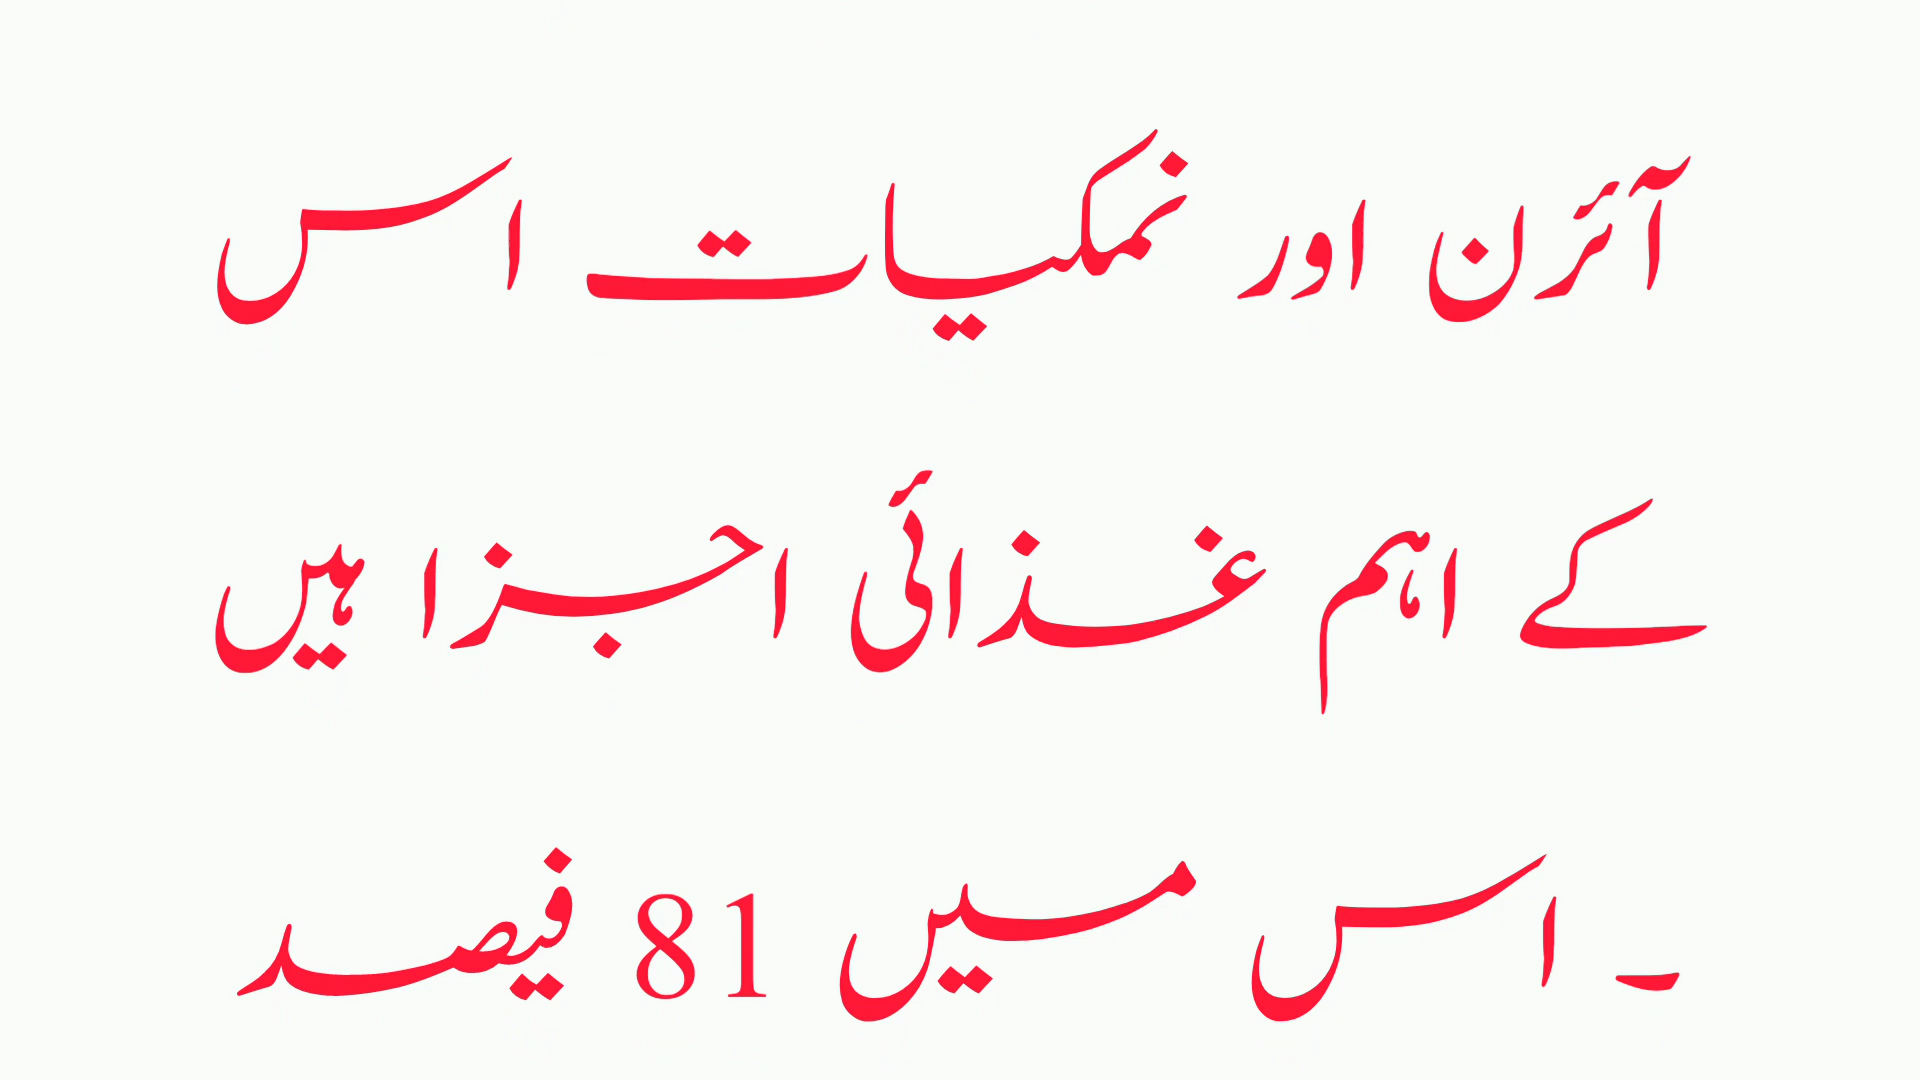 آئرن اور نمکیات اس
کے اہم غذائی اجزا ہیں
۔ اس میں 81 فیصد